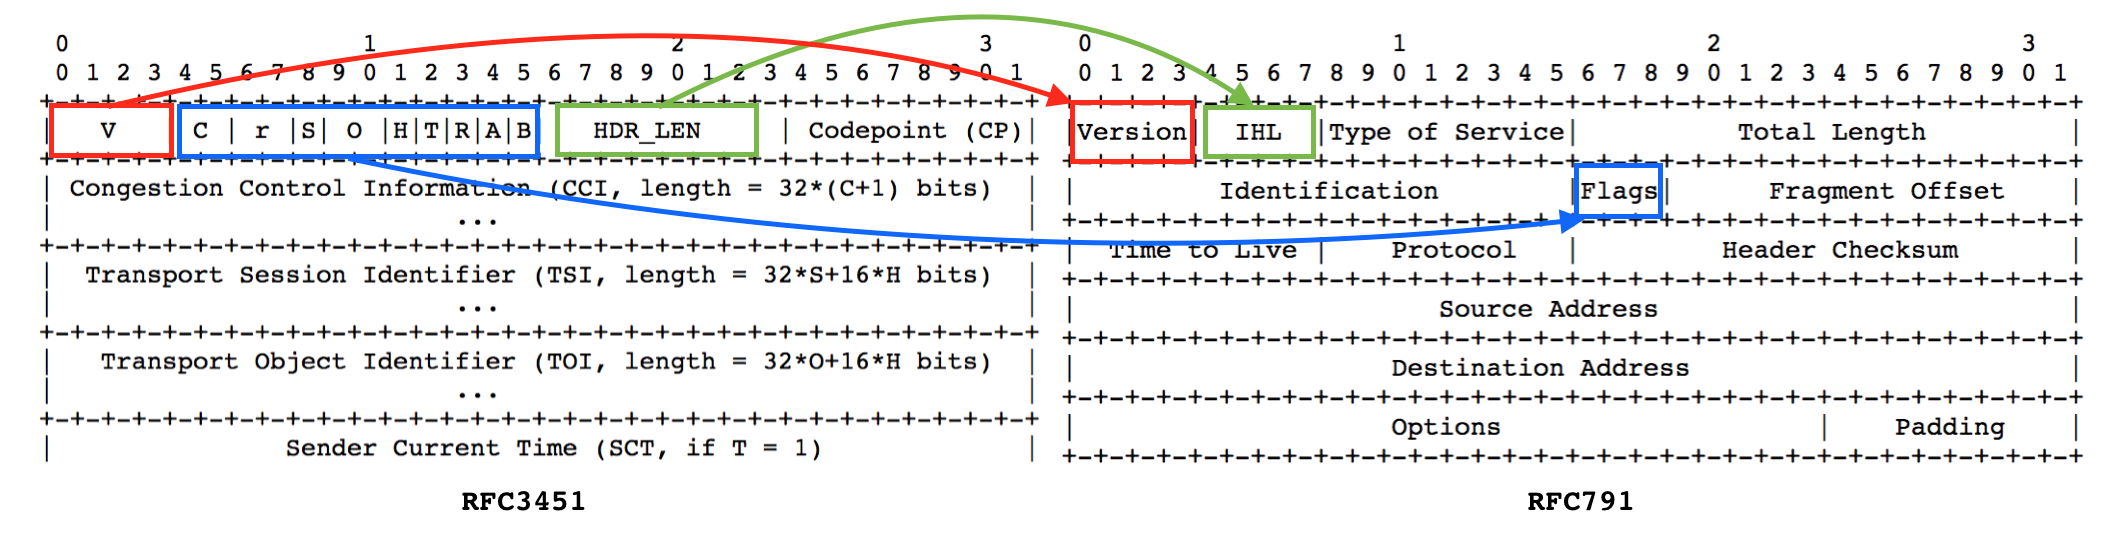 0                   1                   2                   3
0 1 2 3 4 5 6 7 8 9 0 1 2 3 4 5 6 7 8 9 0 1 2 3 4 5 6 7 8 9 0 1
+-+-+-+-+-+-+-+-+-+-+-+-+-+-+-+-+-+-+-+-+-+-+-+-+-+-+-+-+-+-+-+-+
|   V   | C | r |S| O |H|T|R|A|B|   HDR_LEN     | Codepoint (CP)|
+-+-+-+-+-+-+-+-+-+-+-+-+-+-+-+-+-+-+-+-+-+-+-+-+-+-+-+-+-+-+-+-+
| Congestion Control Information (CCI, length = 32*(C+1) bits)  |
|                          ...                                  |
+-+-+-+-+-+-+-+-+-+-+-+-+-+-+-+-+-+-+-+-+-+-+-+-+-+-+-+-+-+-+-+-+
|  Transport Session Identifier (TSI, length = 32*S+16*H bits)  |
|                          ...                                  |
+-+-+-+-+-+-+-+-+-+-+-+-+-+-+-+-+-+-+-+-+-+-+-+-+-+-+-+-+-+-+-+-+
|   Transport Object Identifier (TOI, length = 32*O+16*H bits)  |
|                          ...                                  |
+-+-+-+-+-+-+-+-+-+-+-+-+-+-+-+-+-+-+-+-+-+-+-+-+-+-+-+-+-+-+-+-+
|               Sender Current Time (SCT, if T = 1)             |
RFC3451
0                   1                   2                   3
0 1 2 3 4 5 6 7 8 9 0 1 2 3 4 5 6 7 8 9 0 1 2 3 4 5 6 7 8 9 0 1
+-+-+-+-+-+-+-+-+-+-+-+-+-+-+-+-+-+-+-+-+-+-+-+-+-+-+-+-+-+-+-+-+
|Version|  IHL  |Type of Service|          Total Length         |
+-+-+-+-+-+-+-+-+-+-+-+-+-+-+-+-+-+-+-+-+-+-+-+-+-+-+-+-+-+-+-+-+
|         Identification        |Flags|      Fragment Offset    |
+-+-+-+-+-+-+-+-+-+-+-+-+-+-+-+-+-+-+-+-+-+-+-+-+-+-+-+-+-+-+-+-+
|  Time to Live |    Protocol   |         Header Checksum       |
+-+-+-+-+-+-+-+-+-+-+-+-+-+-+-+-+-+-+-+-+-+-+-+-+-+-+-+-+-+-+-+-+
|                       Source Address                          |
+-+-+-+-+-+-+-+-+-+-+-+-+-+-+-+-+-+-+-+-+-+-+-+-+-+-+-+-+-+-+-+-+
|                    Destination Address                        |
+-+-+-+-+-+-+-+-+-+-+-+-+-+-+-+-+-+-+-+-+-+-+-+-+-+-+-+-+-+-+-+-+
|                    Options                    |    Padding    |
+-+-+-+-+-+-+-+-+-+-+-+-+-+-+-+-+-+-+-+-+-+-+-+-+-+-+-+-+-+-+-+-+
RFC791